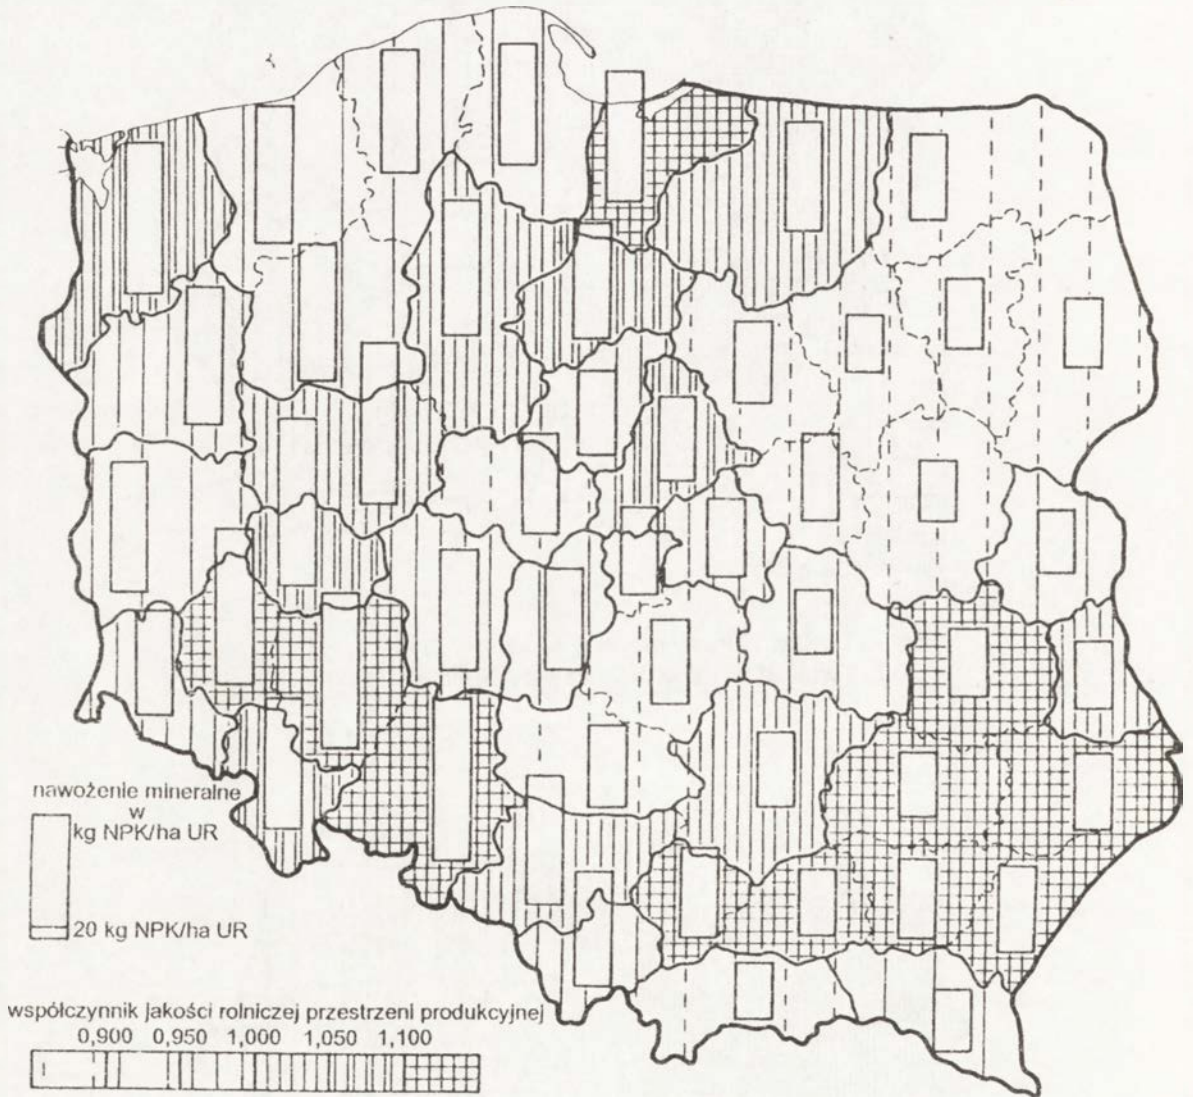 nawożenie mineralne
w
kg NPK/ha UR
20 kg NPK/ha UR
współczynnik jakości rolniczej przestrzeni produkcyjnej
0,900 0,950 1,000 1,050 1,100